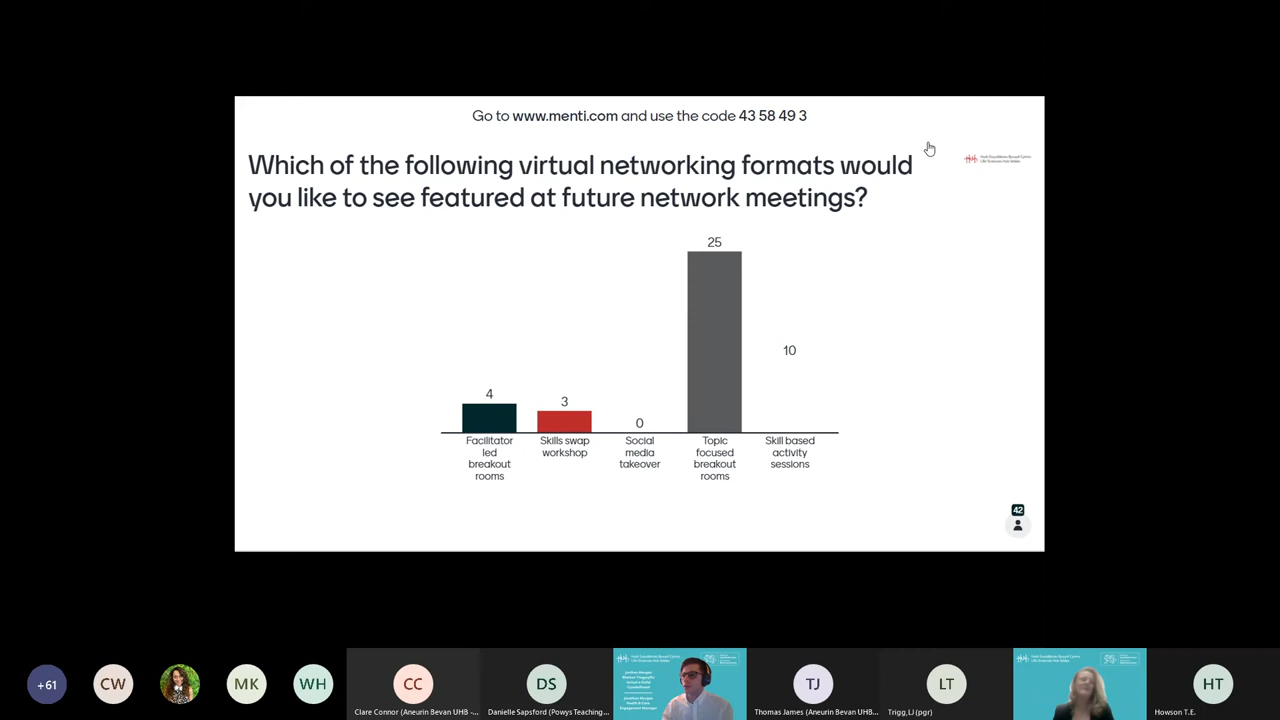 Go to www.menti.com and use the code 43 58 49 3
Which of the following virtual networking formats would
you like to see featured at future network meetings?
25
10
4
3
0
Facilitator
led
breakout
rooms
Skills swap
workshop
Social
media
takeover
Topic
focused
breakout
rooms
Skill based
activity
sessions
42
+61
CW
MK
WH
CC
DS
TJ
LT
HT
Clare Connor (Aneurin Bevan UHB -...
Danielle Sapsford (Powys Teaching...
Thomas James (Aneurin Bevan UHB...
Trigg,LJ (pgr)
Howson T.E.